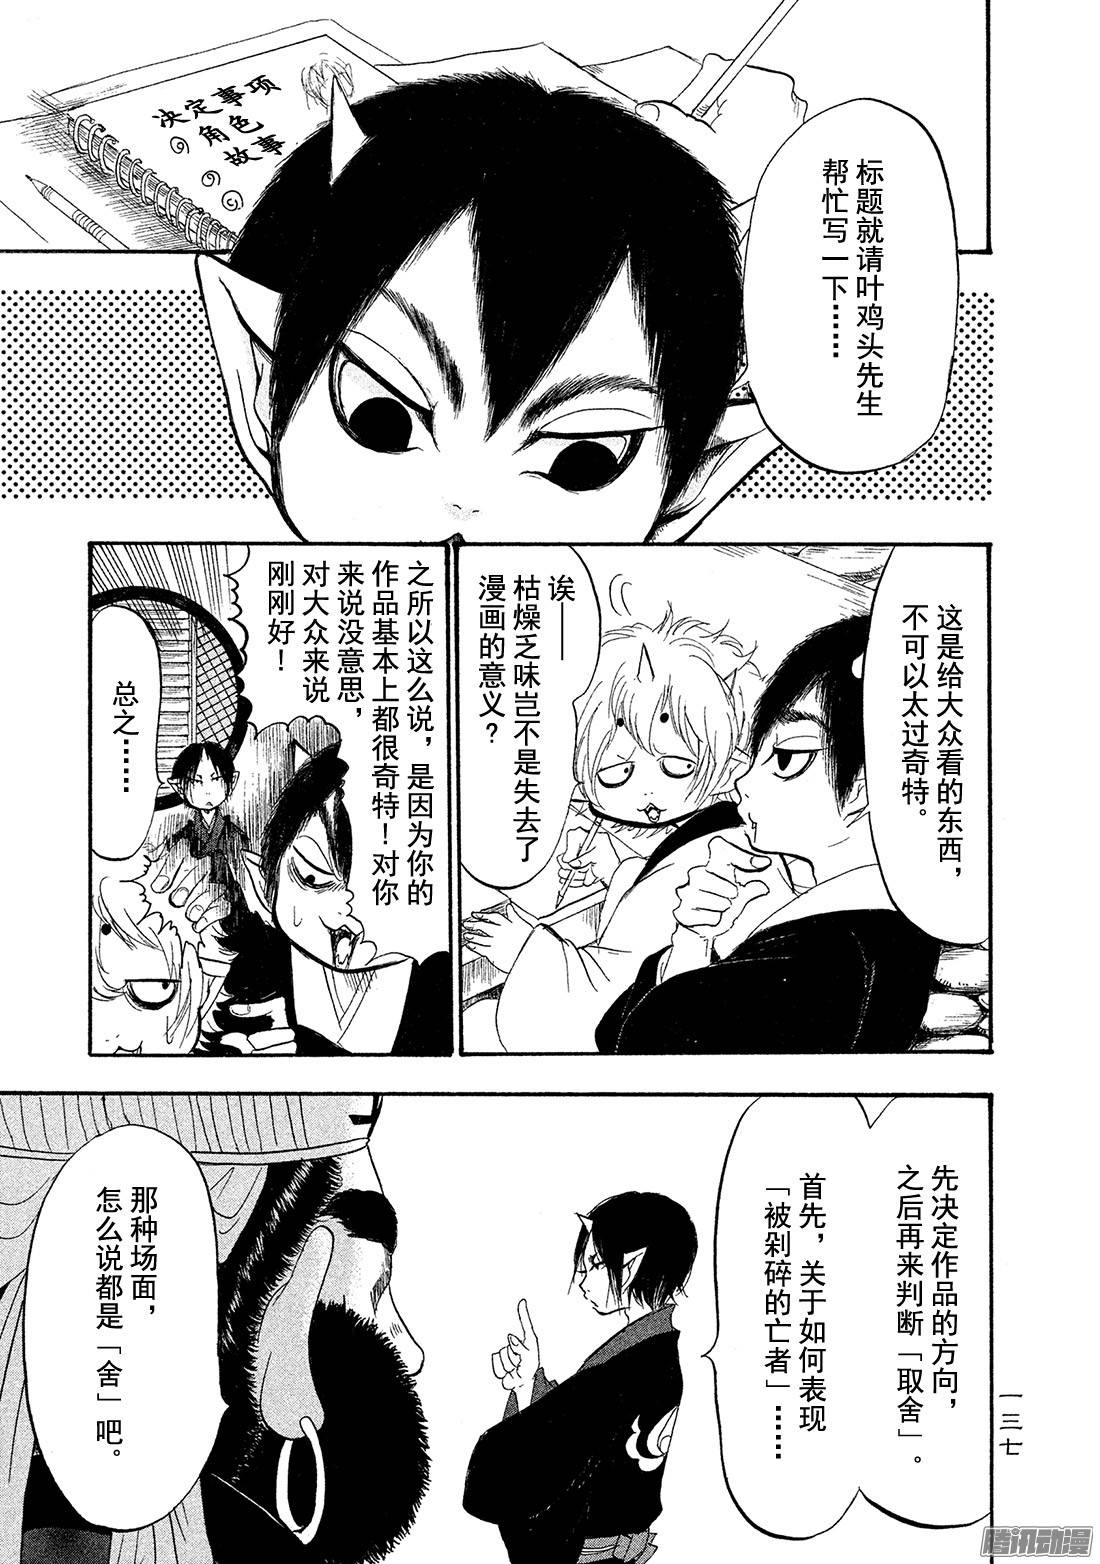 决定事项
角色
故事
标题就请叶鸡头先生
帮忙写一下……
这是给大众看的东西，
不可以太过奇特。
诶——
枯燥乏味岂不是失去了
漫画的意义？
之所以这么说，是因为你的
作品基本上都很奇特！对你
来说没意思，
对大众来说
刚刚好！
总之……
先决定作品的方向，
之后再来判断「取舍」。
首先，关于如何表现
「被剁碎的亡者」……
那种场面，
怎么说都是「舍」吧。
一三七
腾讯动漫